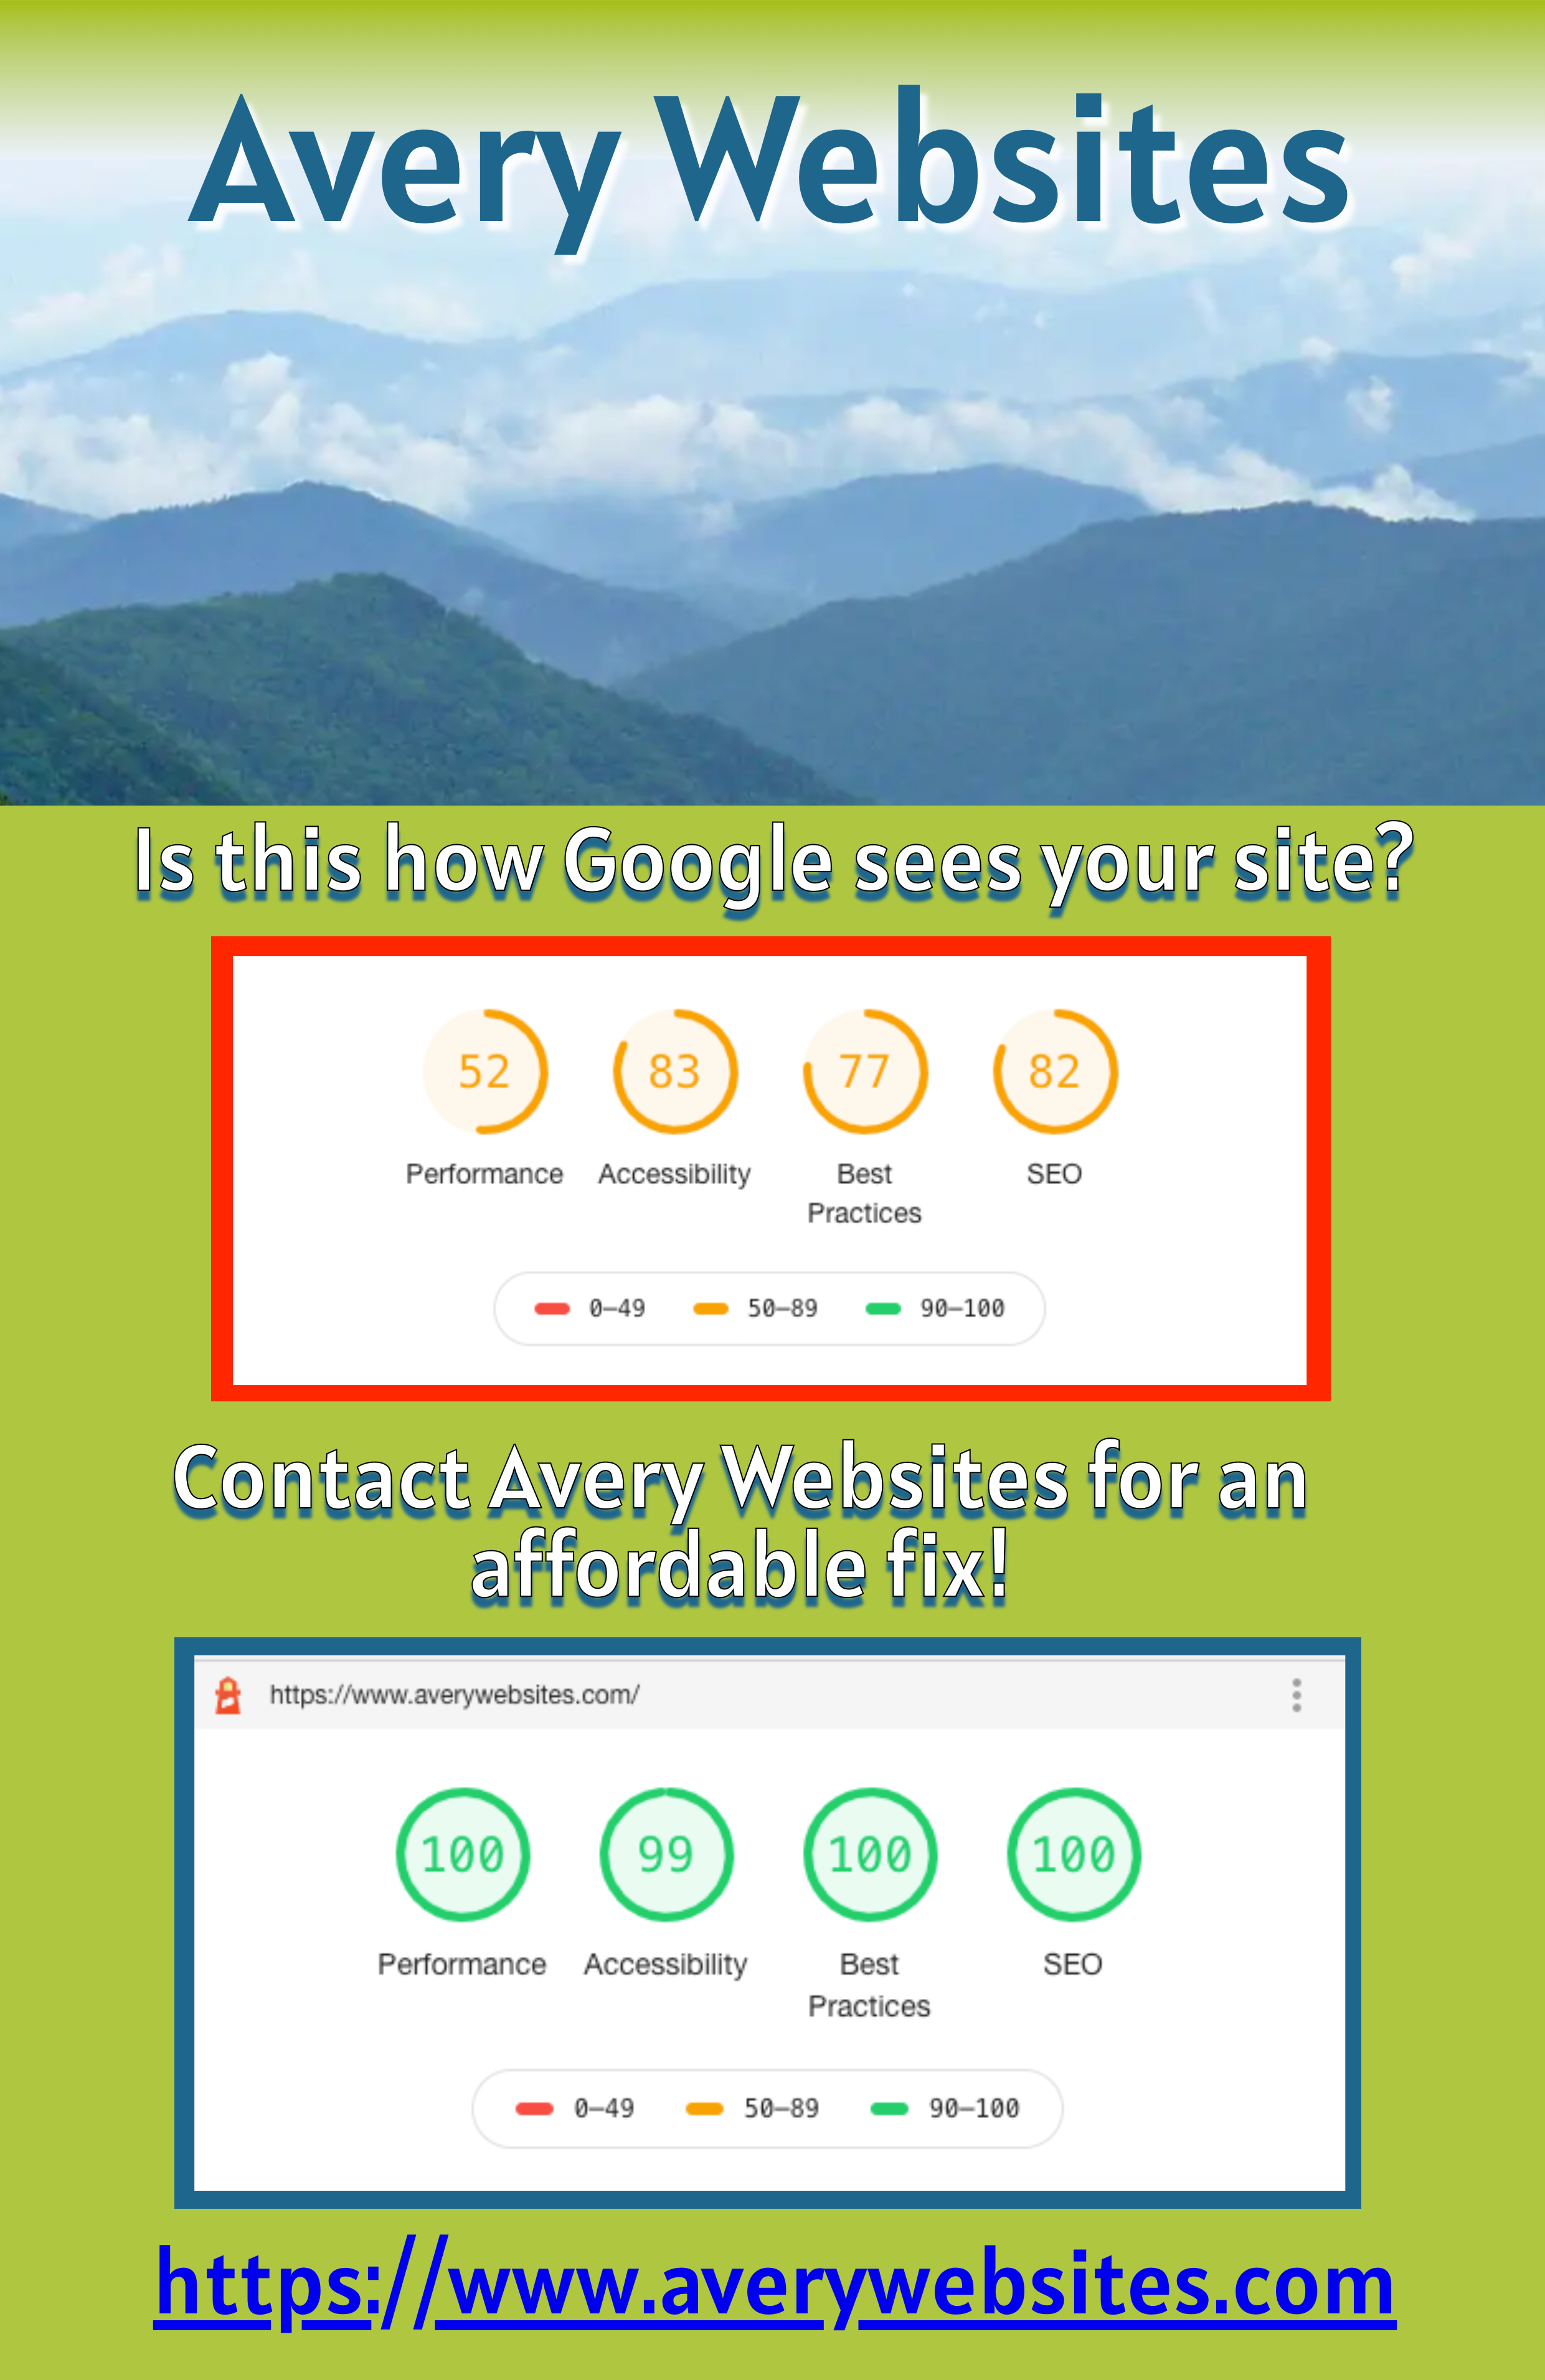 Avery Websites
Is this how Google sees your site?
52 83 77 82
Performance Accessibility Best SEO
Practices
0–49 50–89 90–100
Contact Avery Websites for an
affordable fix!
https://www.averywebsites.com/
100 99 100 100
Performance Accessibility Best SEO
Practices
0–49 50–89 90–100
https://www.averywebsites.com